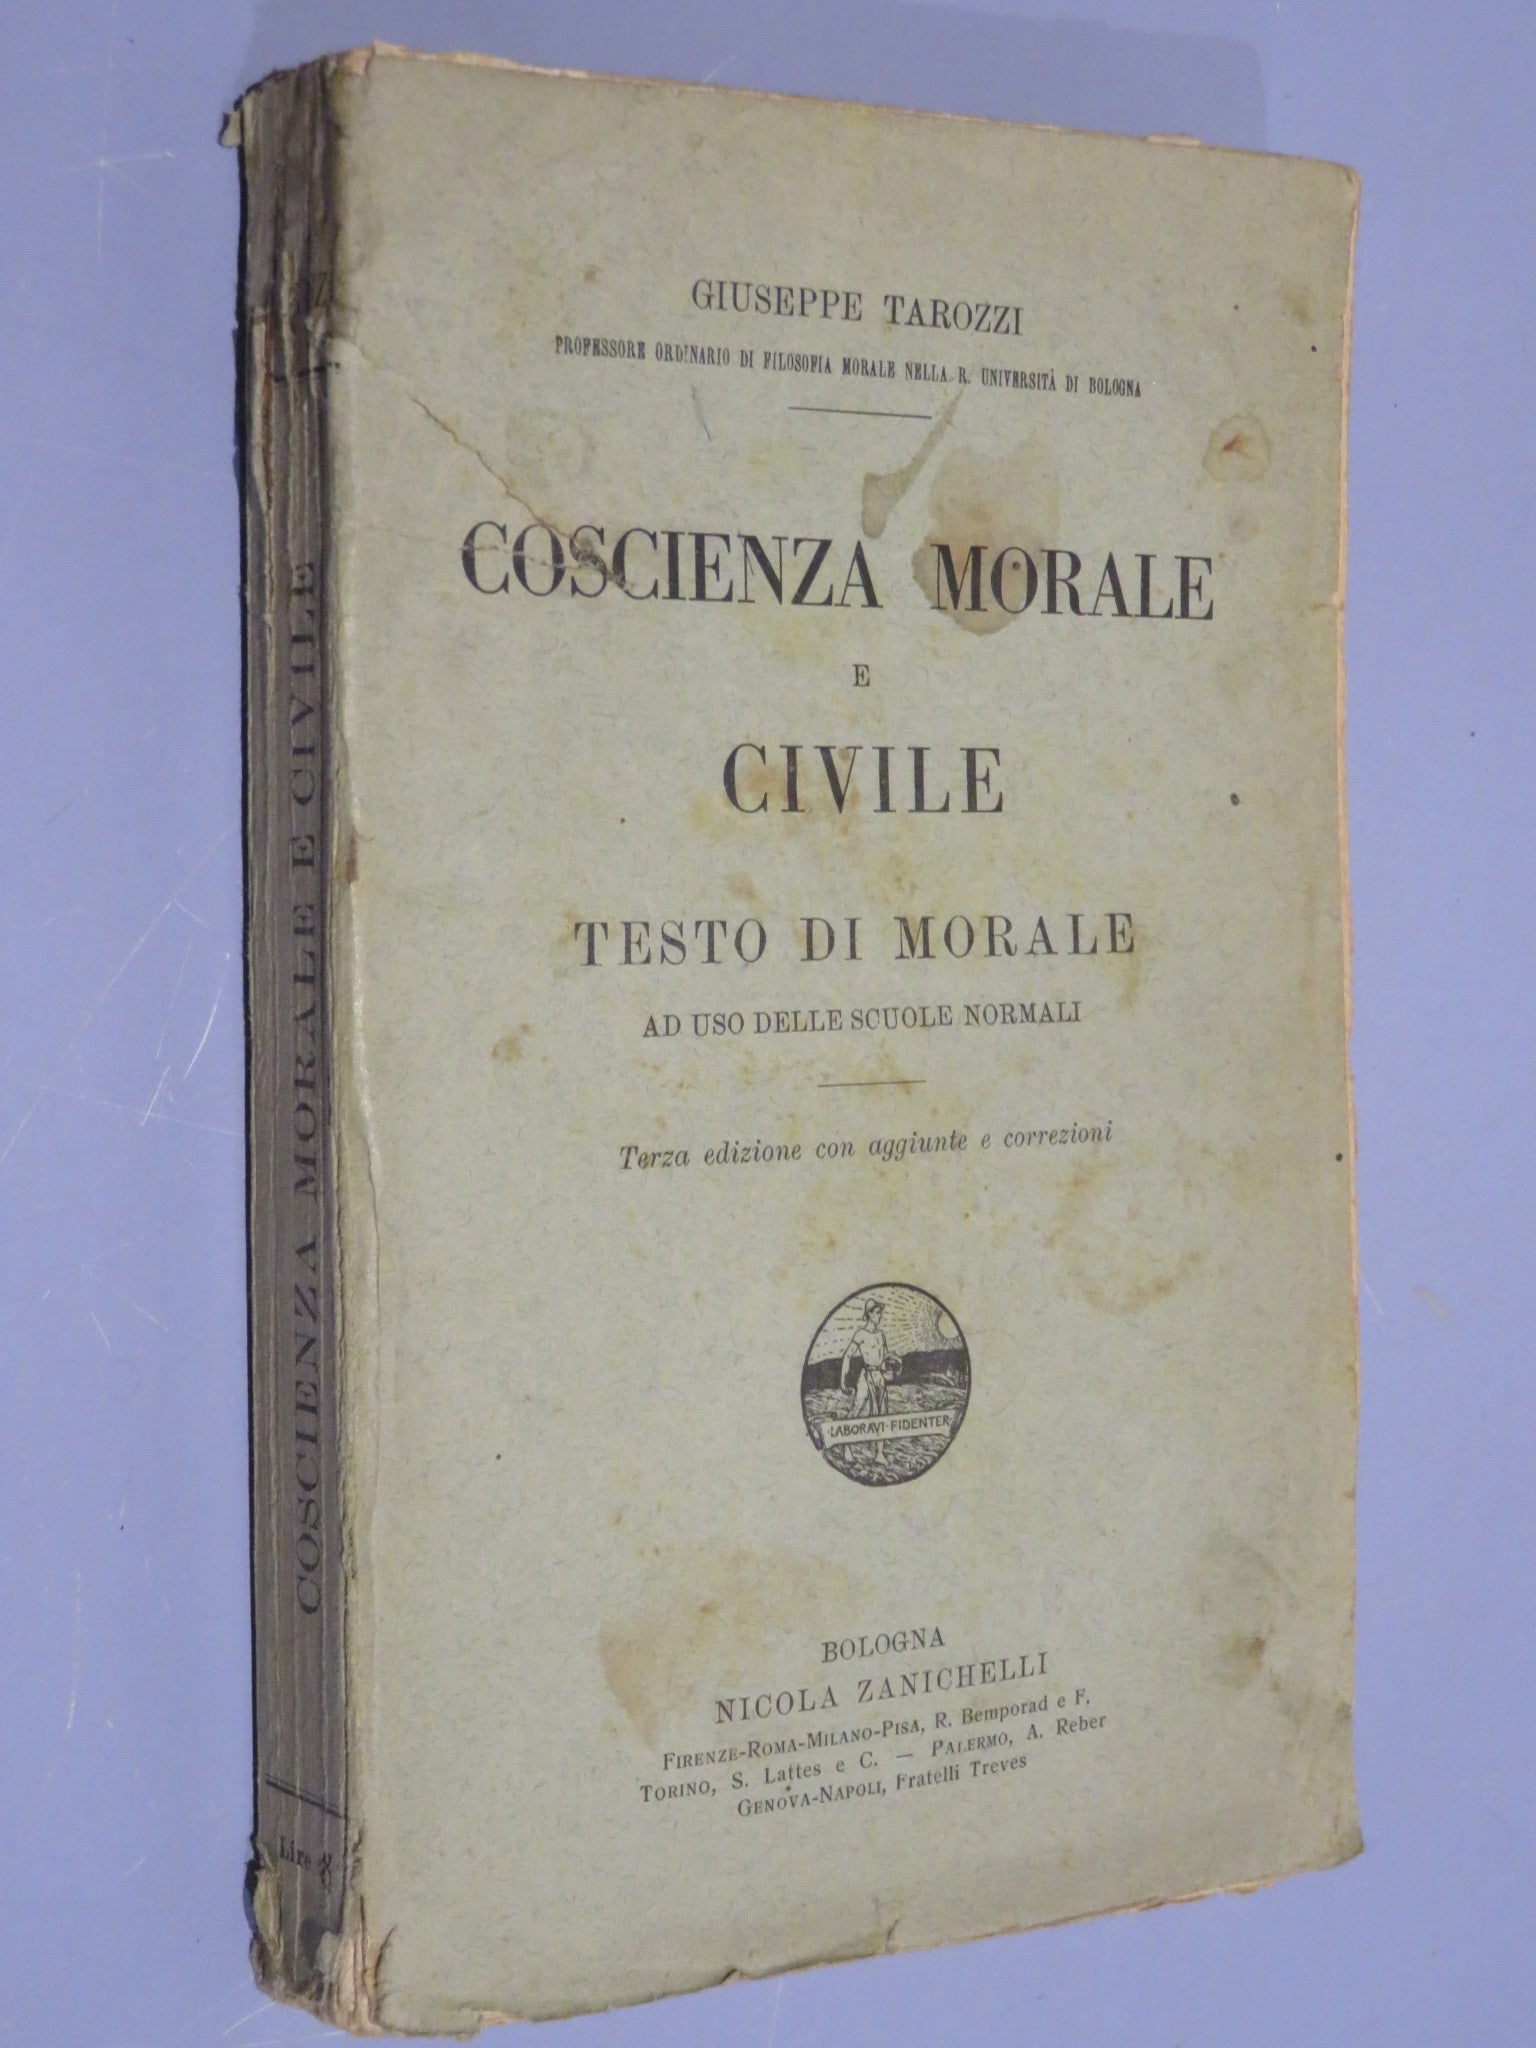 GIUSEPPE TAROZZI
PROFESSORE ORDINARIO DI FILOSOFIA MORALE NELLA R. UNIVERSITÀ DI BOLOGNA
COSCIENZA MORALE
E
CIVILE
TESTO DI MORALE
AD USO DELLE SCUOLE NORMALI
Terza edizione con aggiunte e correzioni
LABORAVI · FIDENTER
BOLOGNA
NICOLA ZANICHELLI
FIRENZE-ROMA-MILANO-PISA, R. Bemporad e F.
TORINO, S. Lattes e C. — PALERMO, A. Reber
GENOVA-NAPOLI, Fratelli Treves
COSCIENZA MORALE E CIVILE
Lire